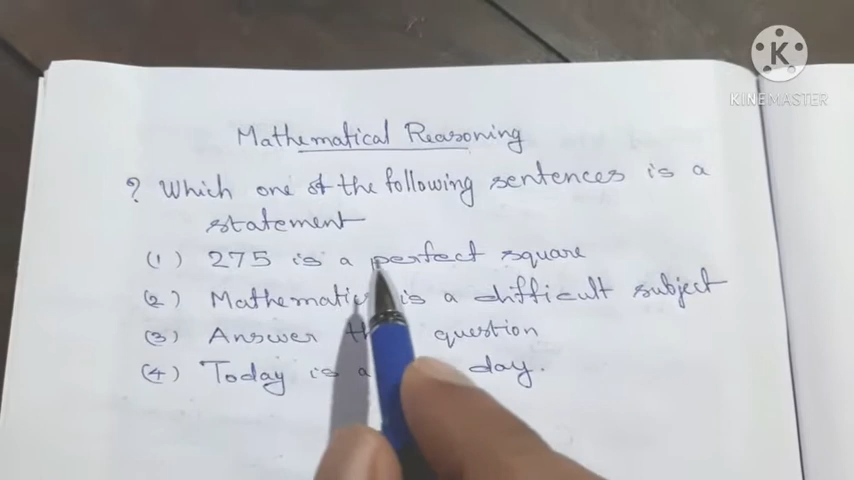 K
KINEMASTER
Mathematical Reasoning
? Which one of the following sentences is a
statement
(1) 275 is a perfect square
(2) Mathematics is a difficult subject
(3) Answer question
(4) Today is a day.